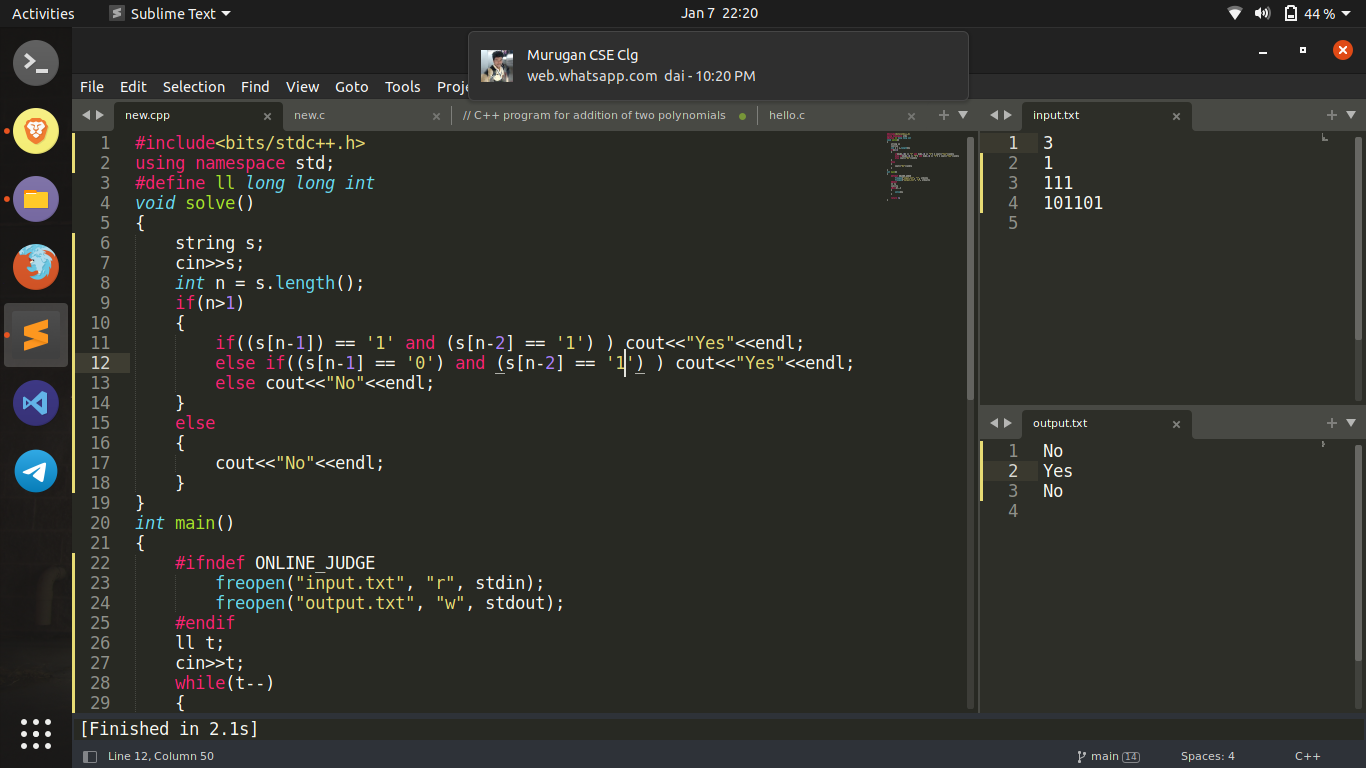 Activities
Sublime Text
Jan 7 22:20
44 %
Murugan CSE Clg
web.whatsapp.com dai - 10:20 PM
File Edit Selection Find View Goto Tools Proje
new.cpp
new.c
// C++ program for addition of two polynomials
hello.c
1 #include<bits/stdc++.h>
2 using namespace std;
3 #define ll long long int
4 void solve()
5 {
6 string s;
7 cin>>s;
8 int n = s.length();
9 if(n>1)
10 {
11 if((s[n-1]) == '1' and (s[n-2] == '1') ) cout<<"Yes"<<endl;
12 else if((s[n-1] == '0') and (s[n-2] == '1') ) cout<<"Yes"<<endl;
13 else cout<<"No"<<endl;
14 }
15 else
16 {
17 cout<<"No"<<endl;
18 }
19 }
20 int main()
21 {
22 #ifndef ONLINE_JUDGE
23 freopen("input.txt", "r", stdin);
24 freopen("output.txt", "w", stdout);
25 #endif
26 ll t;
27 cin>>t;
28 while(t--)
29 {
input.txt
1 3
2 1
3 111
4 101101
5
output.txt
1 No
2 Yes
3 No
4
[Finished in 2.1s]
Line 12, Column 50
main 14
Spaces: 4
C++